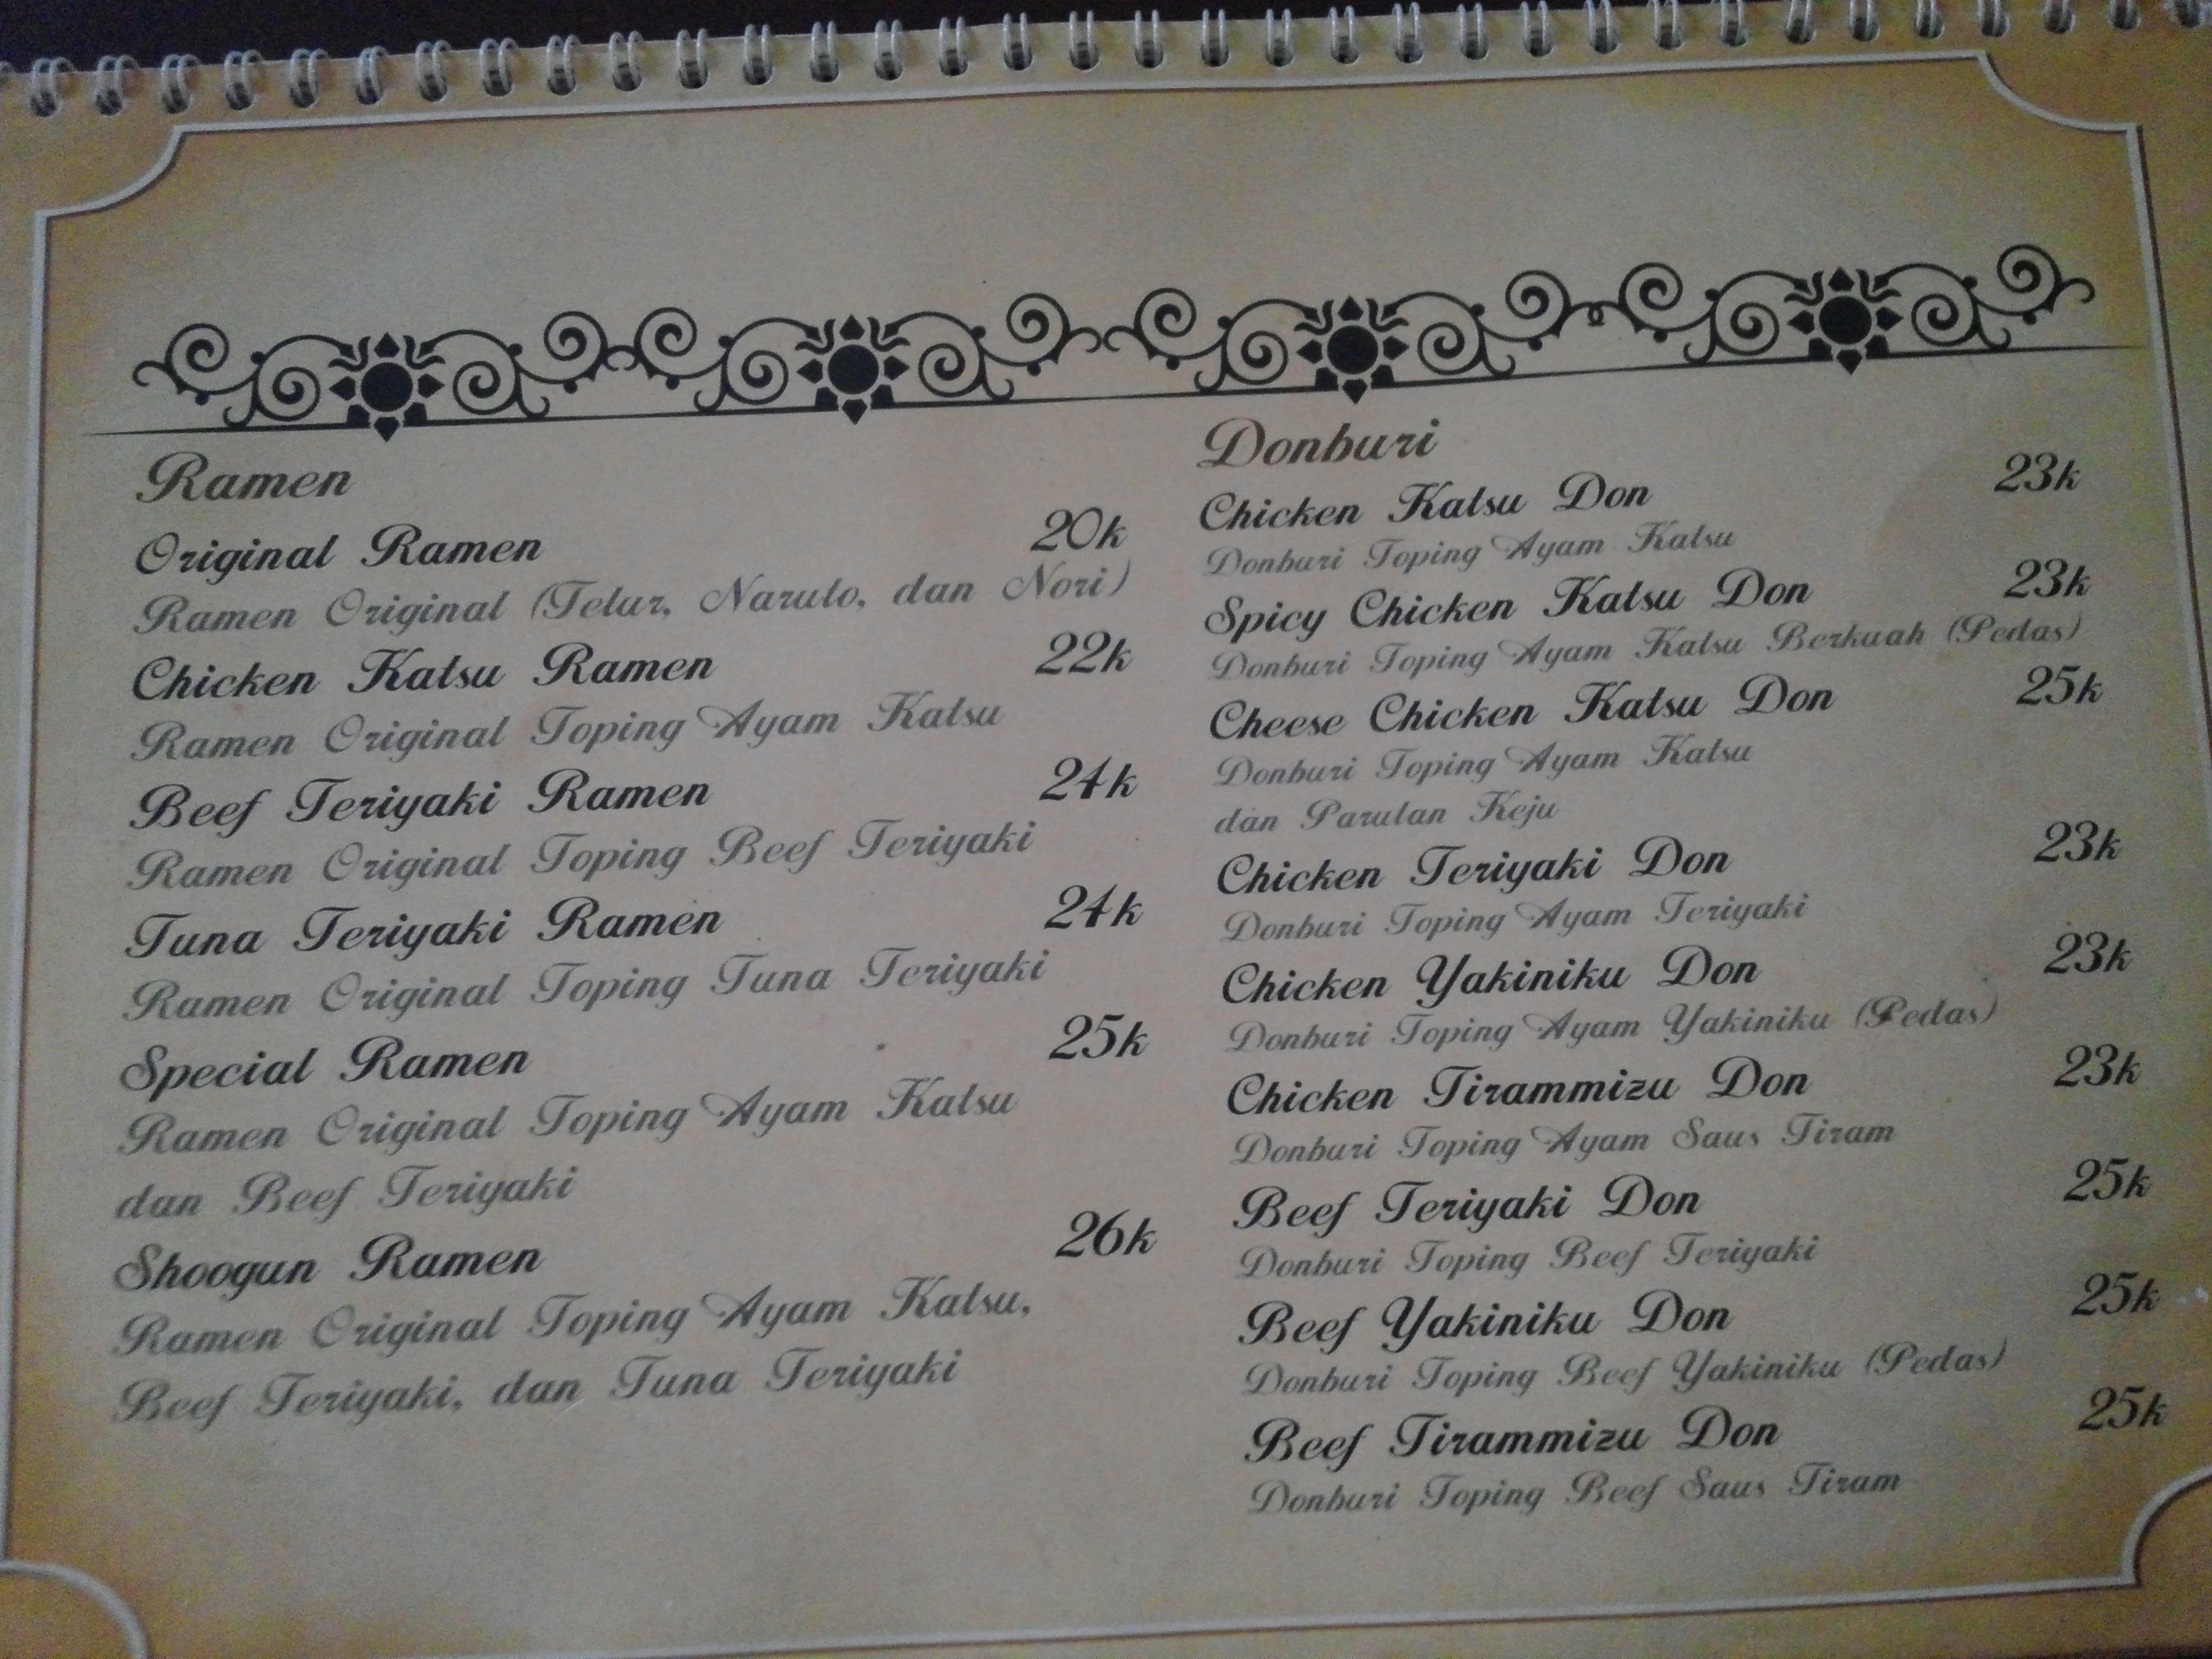 Ramen
Original Ramen 20k
Ramen Original (Telur, Naruto, dan Nori)
Chicken Katsu Ramen 22k
Ramen Original Toping Ayam Katsu
Beef Teriyaki Ramen 24k
Ramen Original Toping Beef Teriyaki
Tuna Teriyaki Ramen 24k
Ramen Original Toping Tuna Teriyaki
Special Ramen 25k
Ramen Original Toping Ayam Katsu
dan Beef Teriyaki
Shoogun Ramen 26k
Ramen Original Toping Ayam Katsu,
Beef Teriyaki, dan Tuna Teriyaki
Donburi
Chicken Katsu Don 23k
Donburi Toping Ayam Katsu
Spicy Chicken Katsu Don 23k
Donburi Toping Ayam Katsu Berkuah (Pedas)
Cheese Chicken Katsu Don 25k
Donburi Toping Ayam Katsu
dan Parutan Keju
Chicken Teriyaki Don 23k
Donburi Toping Ayam Teriyaki
Chicken Yakiniku Don 23k
Donburi Toping Ayam Yakiniku (Pedas)
Chicken Tirammizu Don 23k
Donburi Toping Ayam Saus Tiram
Beef Teriyaki Don 25k
Donburi Toping Beef Teriyaki
Beef Yakiniku Don 25k
Donburi Toping Beef Yakiniku (Pedas)
Beef Tirammizu Don 25k
Donburi Toping Beef Saus Tiram